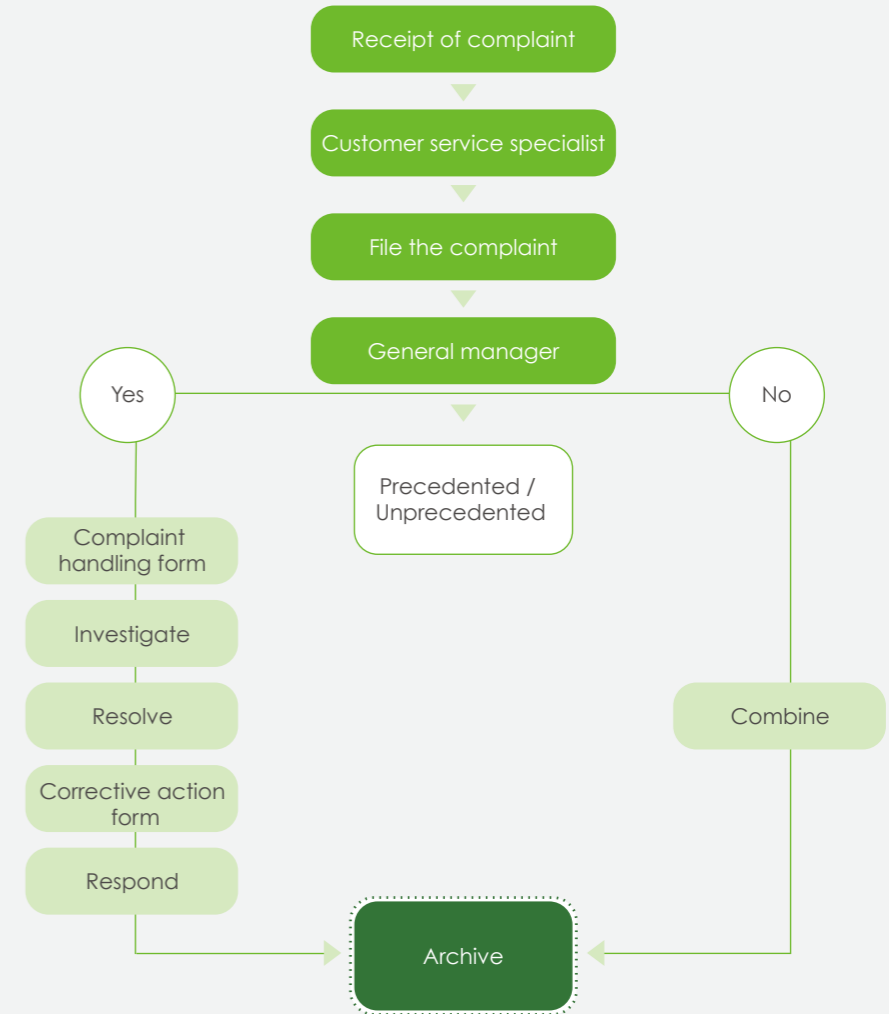 Receipt of complaint
Customer service specialist
File the complaint
General manager
Yes
No
Precedented /
Unprecedented
Complaint
handling form
Investigate
Resolve
Combine
Corrective action
form
Respond
Archive